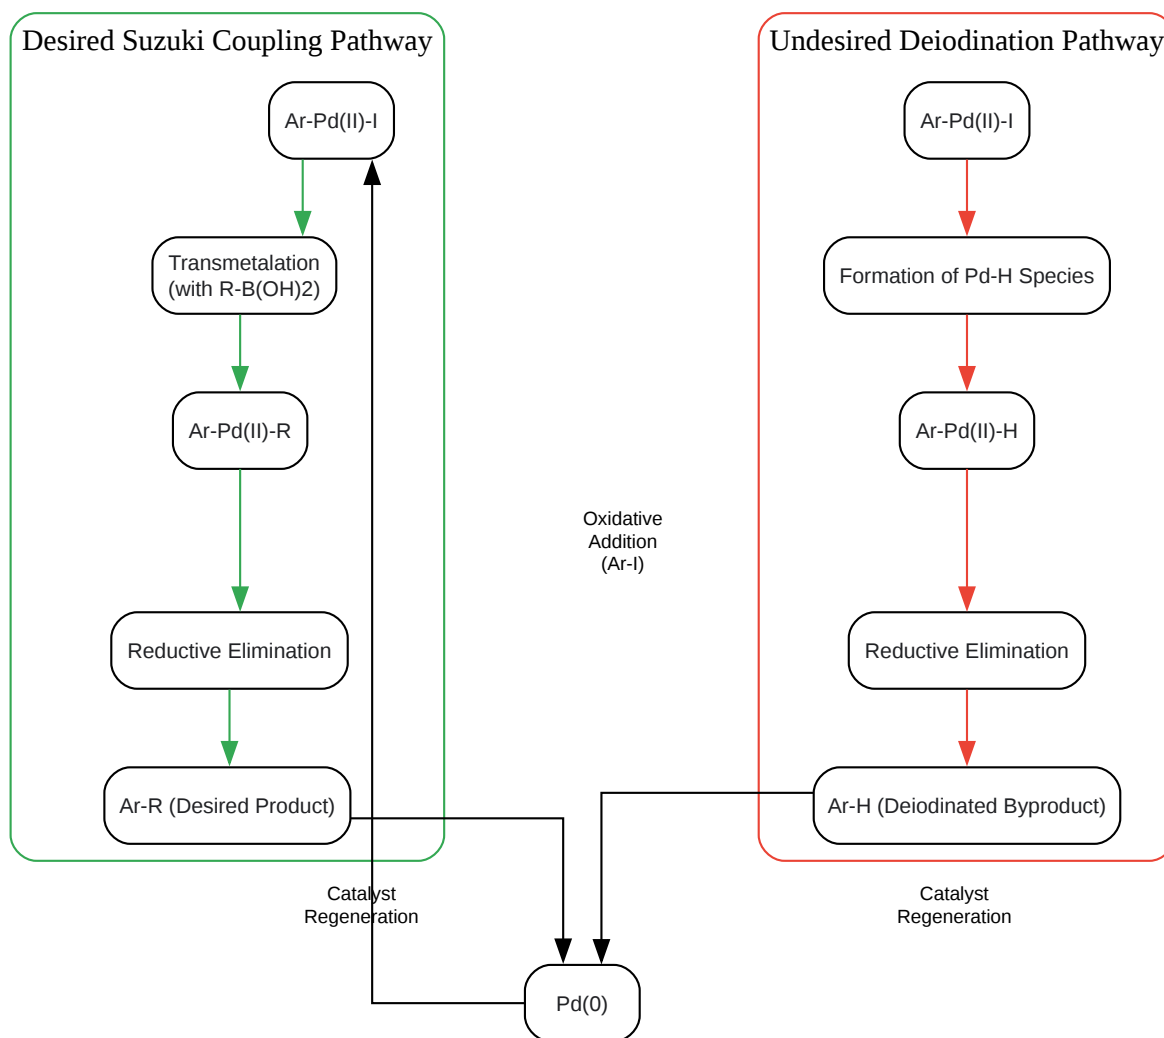 Desired Suzuki Coupling Pathway
Ar-Pd(II)-I
Transmetalation
(with R-B(OH)2)
Ar-Pd(II)-R
Reductive Elimination
Ar-R (Desired Product)
Undesired Deiodination Pathway
Ar-Pd(II)-I
Formation of Pd-H Species
Ar-Pd(II)-H
Reductive Elimination
Ar-H (Deiodinated Byproduct)
Oxidative
Addition
(Ar-I)
Catalyst
Regeneration
Catalyst
Regeneration
Pd(0)